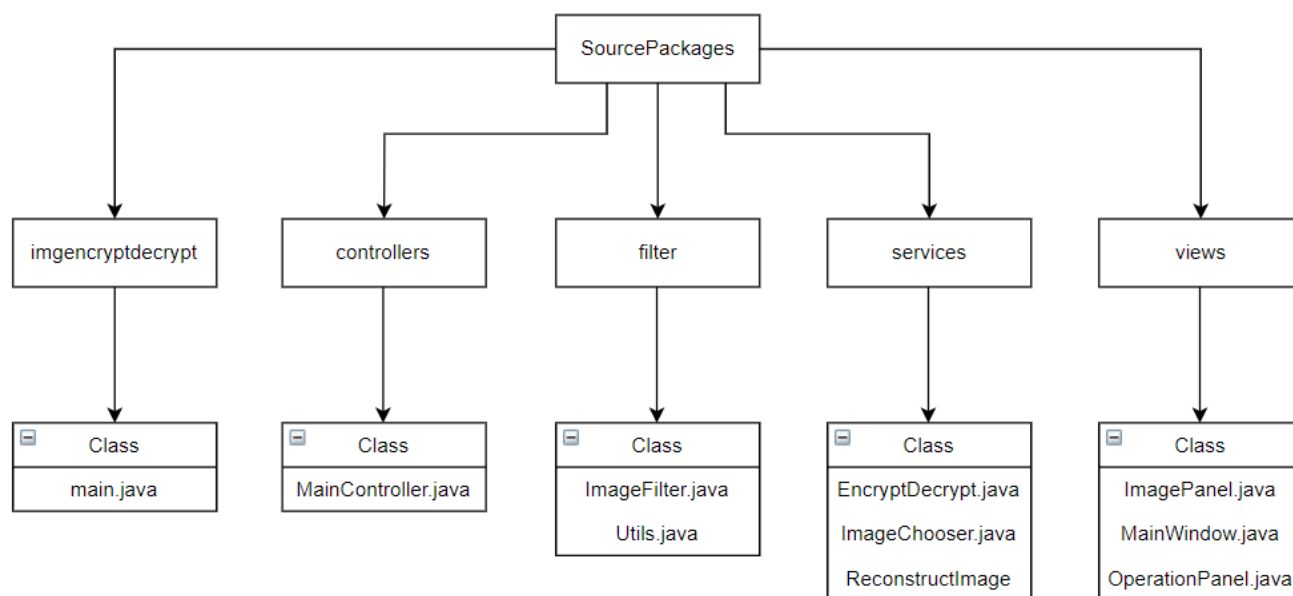 SourcePackages
imgencryptdecrypt
controllers
filter
services
views
Class
main.java
Class
MainController.java
Class
ImageFilter.java
Utils.java
Class
EncryptDecrypt.java
ImageChooser.java
ReconstructImage
Class
ImagePanel.java
MainWindow.java
OperationPanel.java